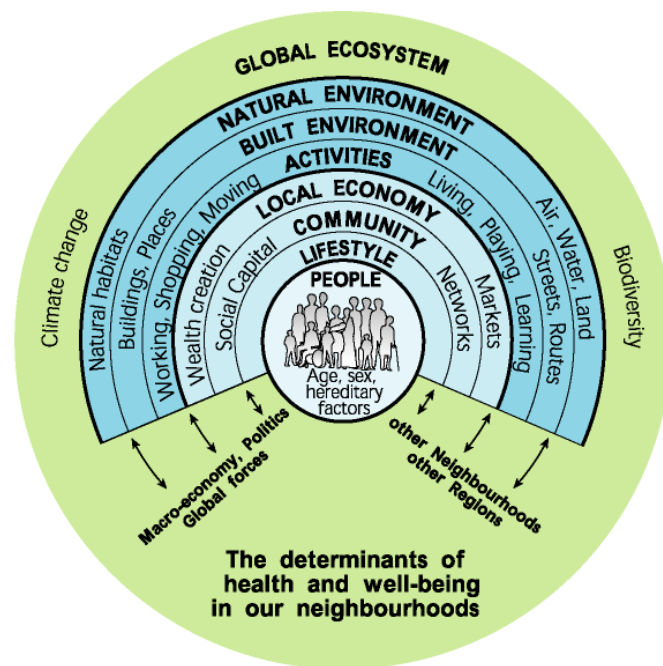 GLOBAL ECOSYSTEM
NATURAL ENVIRONMENT
BUILT ENVIRONMENT
ACTIVITIES
LOCAL ECONOMY
COMMUNITY
LIFESTYLE
PEOPLE
Age, sex,
hereditary
factors
Climate change
Natural habitats
Buildings, Places
Working, Shopping, Moving
Wealth creation
Social Capital
Networks
Markets
Living, Playing, Learning
Streets, Routes
Air, Water, Land
Biodiversity
Macro-economy, Politics
Global forces
other Neighbourhoods
other Regions
The determinants of
health and well-being
in our neighbourhoods